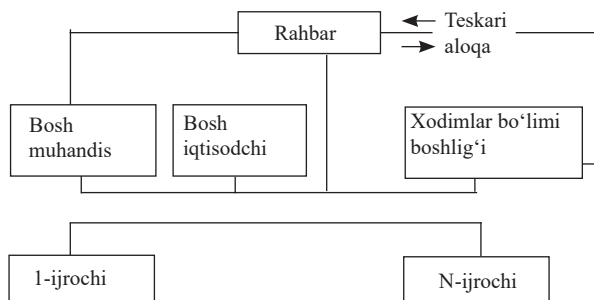 Rahbar
Teskari
aloqa
Bosh
muhandis
Bosh
iqtisodchi
Xodimlar bo‘limi
boshlig‘i
1-ijrochi
N-ijrochi